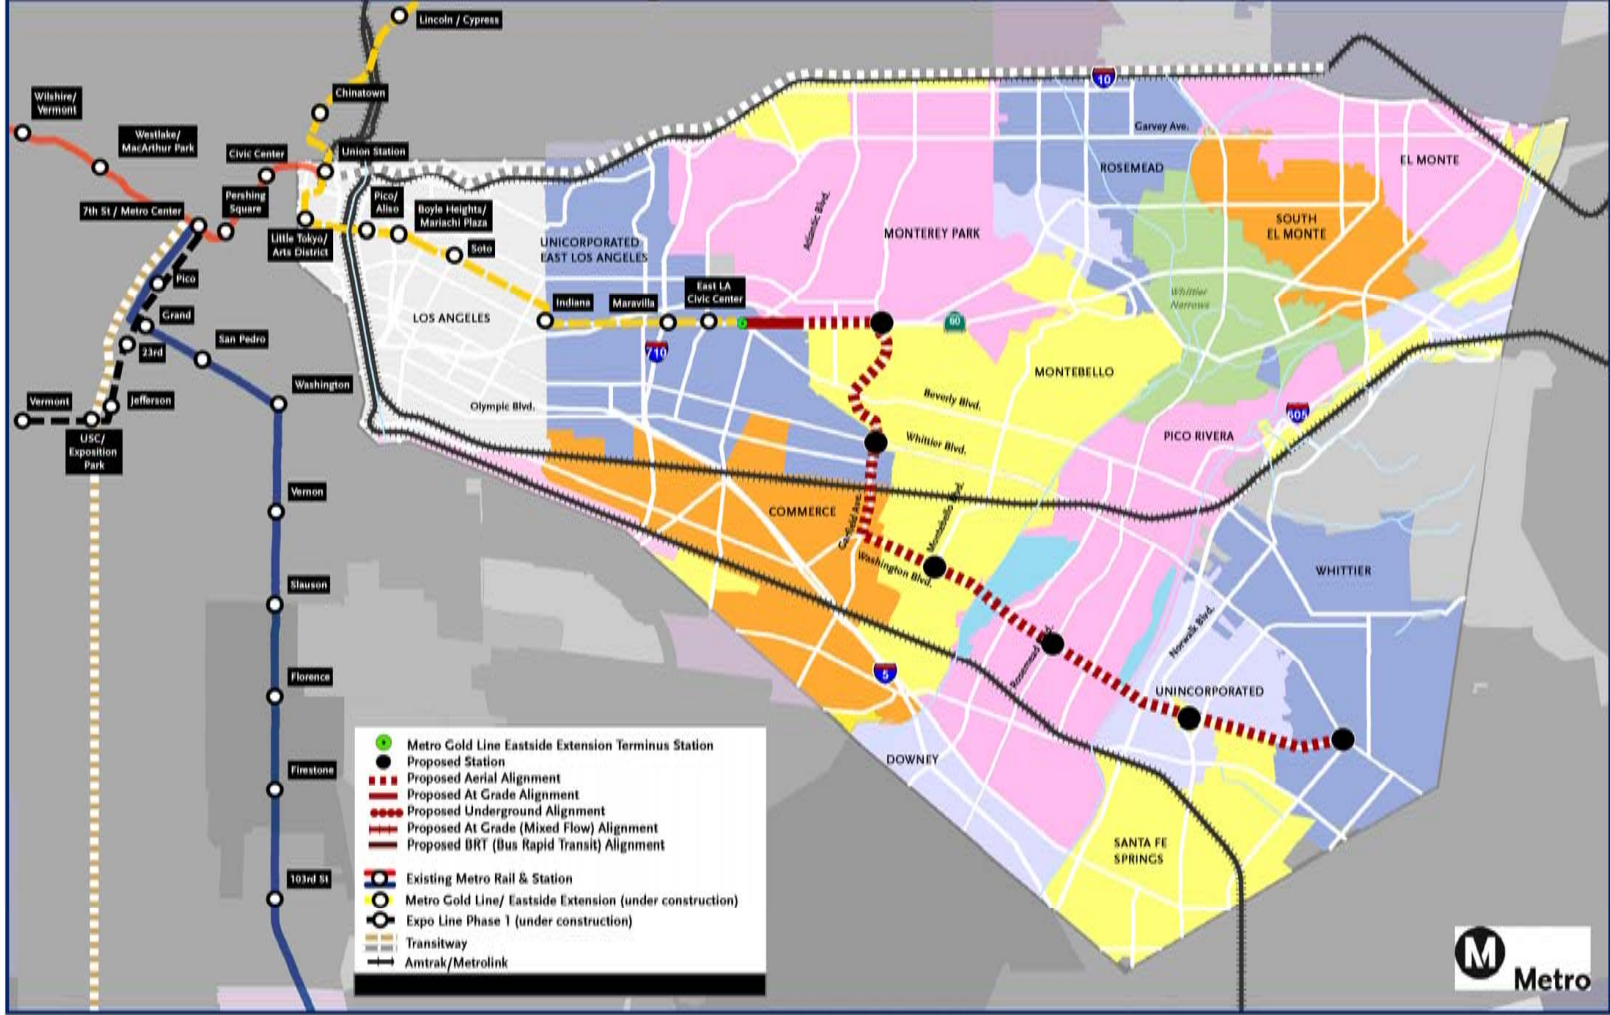 Lincoln / Cypress
Chinatown
Wilshire/
Vermont
Westlake/
MacArthur Park
Civic Center
Union Station
7th St / Metro Center
Pershing
Square
Pico/
Aliso
Boyle Heights/
Mariachi Plaza
Little Tokyo/
Arts District
Soto
Pico
Grand
23rd
San Pedro
Washington
Jefferson
Vermont
USC/
Exposition
Park
Vernon
Slauson
Florence
Firestone
103rd St
Indiana
Maravilla
East LA
Civic Center
LOS ANGELES
UNICORPORATED
EAST LOS ANGELES
710
Olympic Blvd.
10
Garvey Ave.
ROSEMEAD
EL MONTE
SOUTH
EL MONTE
Atlantic Blvd.
MONTEREY PARK
Whittier
Narrows
60
MONTEBELLO
Beverly Blvd.
Whittier Blvd.
605
PICO RIVERA
COMMERCE
Garfield Ave.
Montebello Blvd.
Washington Blvd.
WHITTIER
Norwalk Blvd.
5
UNINCORPORATED
DOWNEY
SANTA FE
SPRINGS
Metro Gold Line Eastside Extension Terminus Station
Proposed Station
Proposed Aerial Alignment
Proposed At Grade Alignment
Proposed Underground Alignment
Proposed At Grade (Mixed Flow) Alignment
Proposed BRT (Bus Rapid Transit) Alignment
Existing Metro Rail & Station
Metro Gold Line/ Eastside Extension (under construction)
Expo Line Phase 1 (under construction)
Transitway
Amtrak/Metrolink
M
Metro